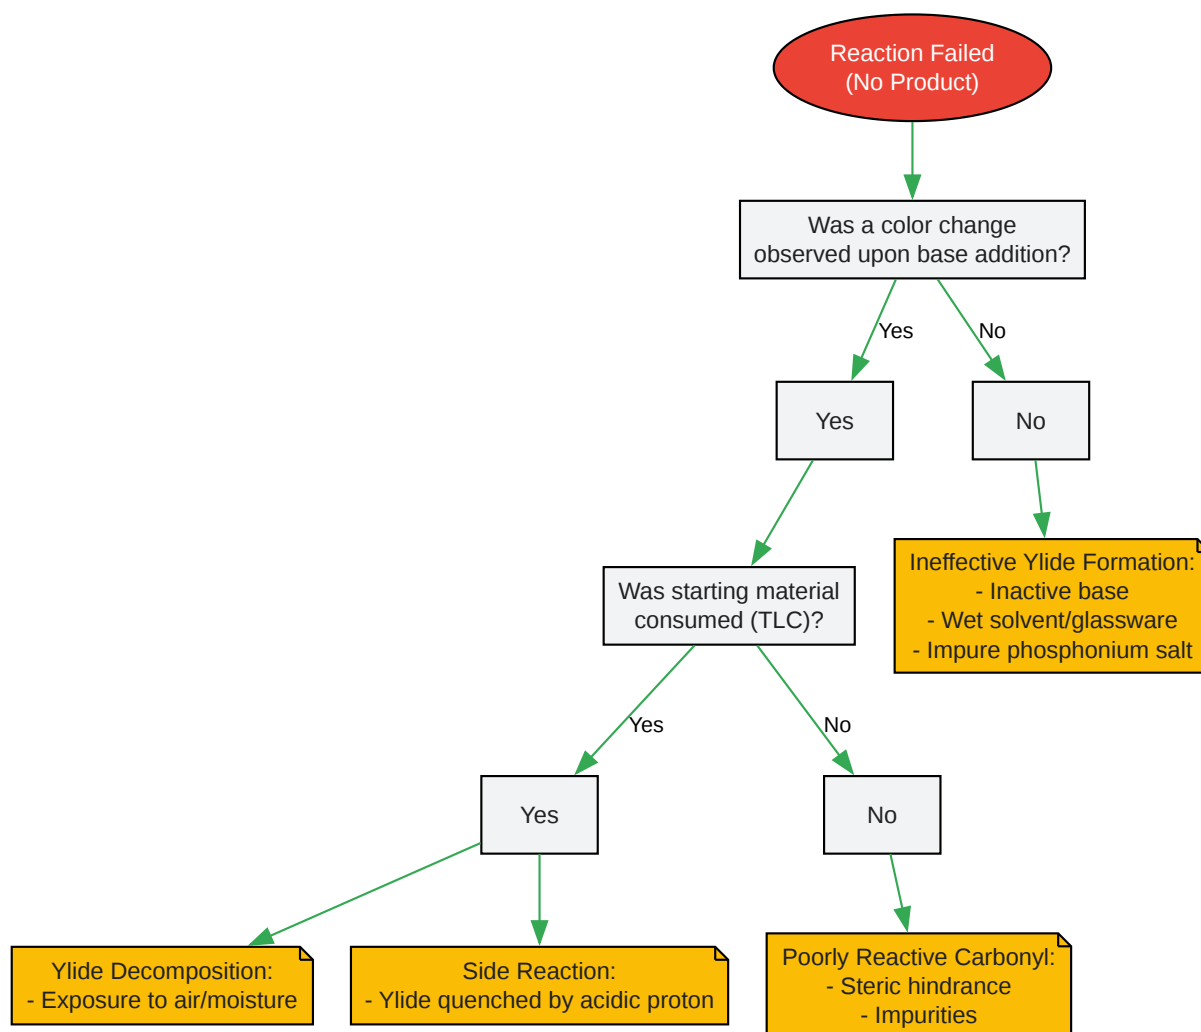 Reaction Failed
(No Product)
Was a color change
observed upon base addition?
Yes
No
Yes
No
Was starting material
consumed (TLC)?
Ineffective Ylide Formation:
- Inactive base
- Wet solvent/glassware
- Impure phosphonium salt
Yes
No
Yes
No
Ylide Decomposition:
- Exposure to air/moisture
Side Reaction:
- Ylide quenched by acidic proton
Poorly Reactive Carbonyl:
- Steric hindrance
- Impurities